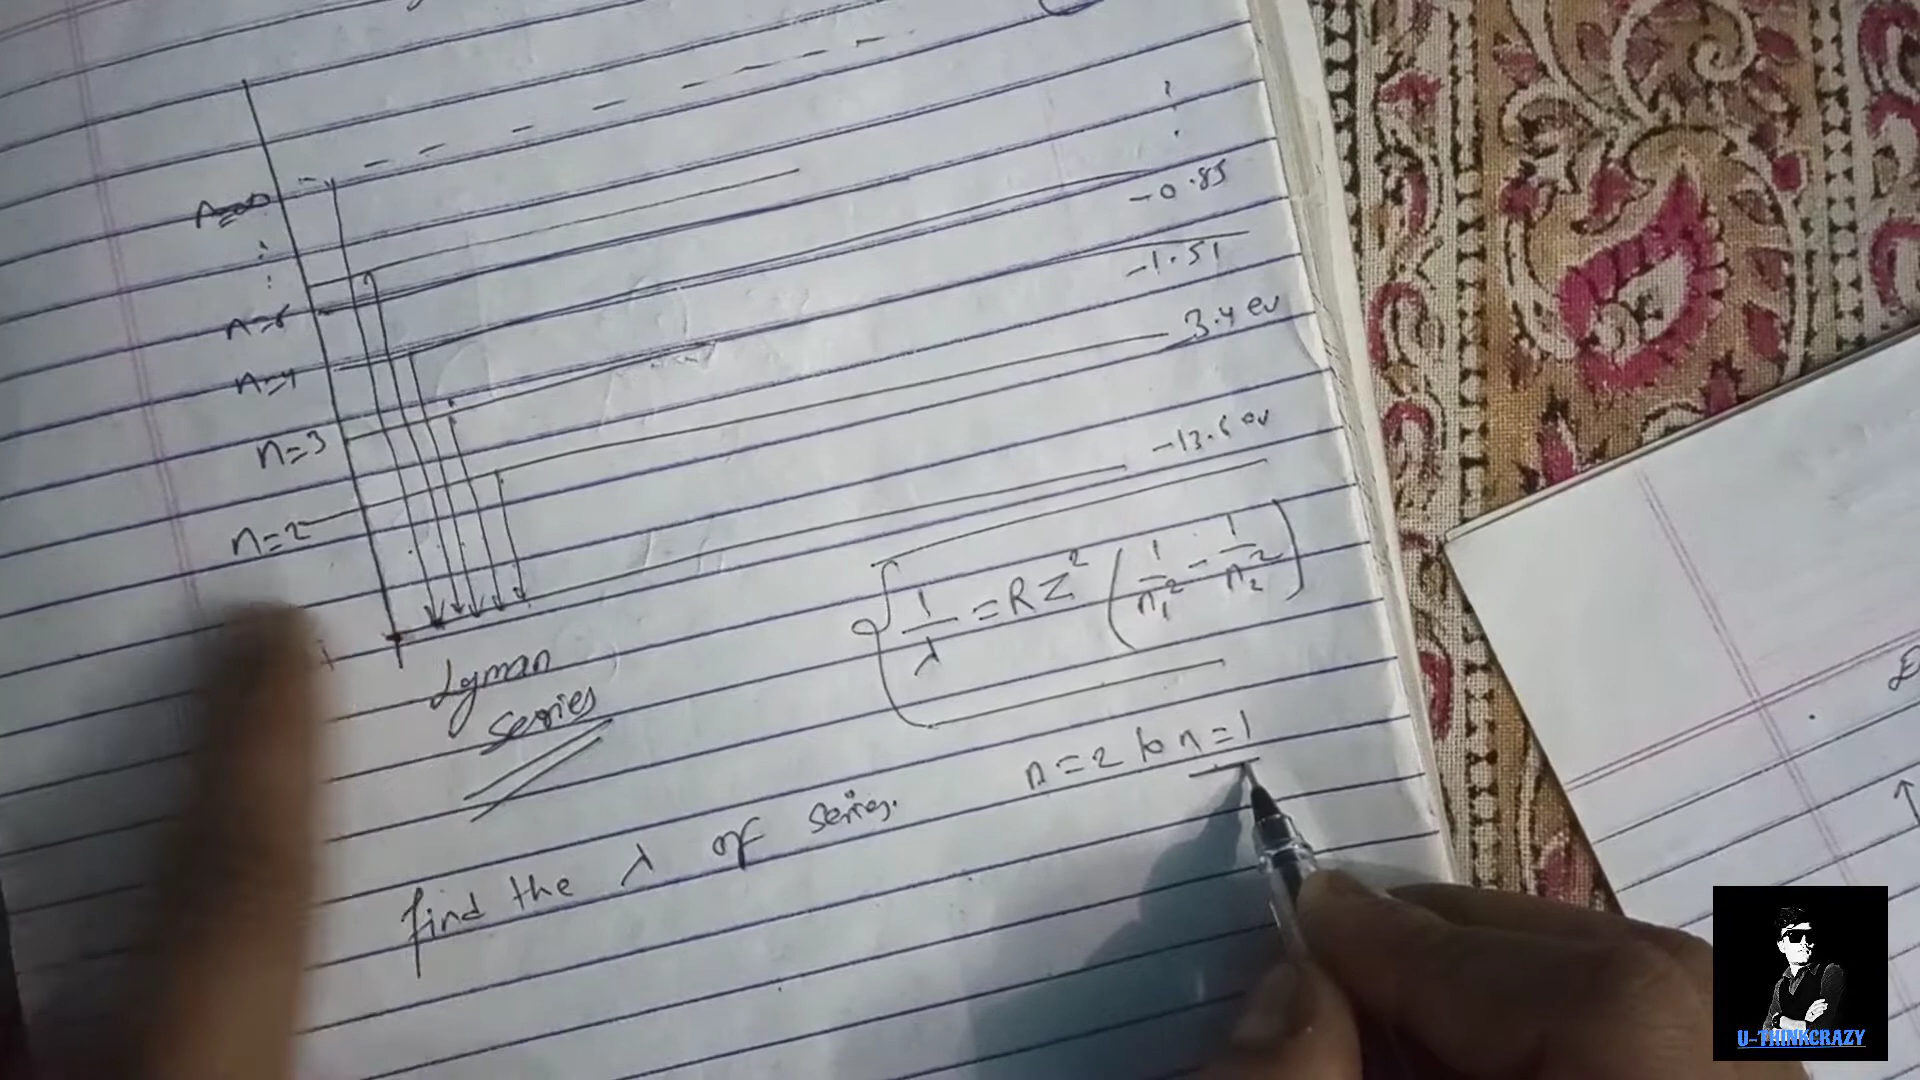 n=∞
-0.85
-1.51
3.4 ev
-13.6 ev
n=4
n=3
n=2
Lyman
series
1/λ = RZ² (1/n₁² - 1/n₂²)
find the λ of series. n=2 to n=1
U-THINKCRAZY